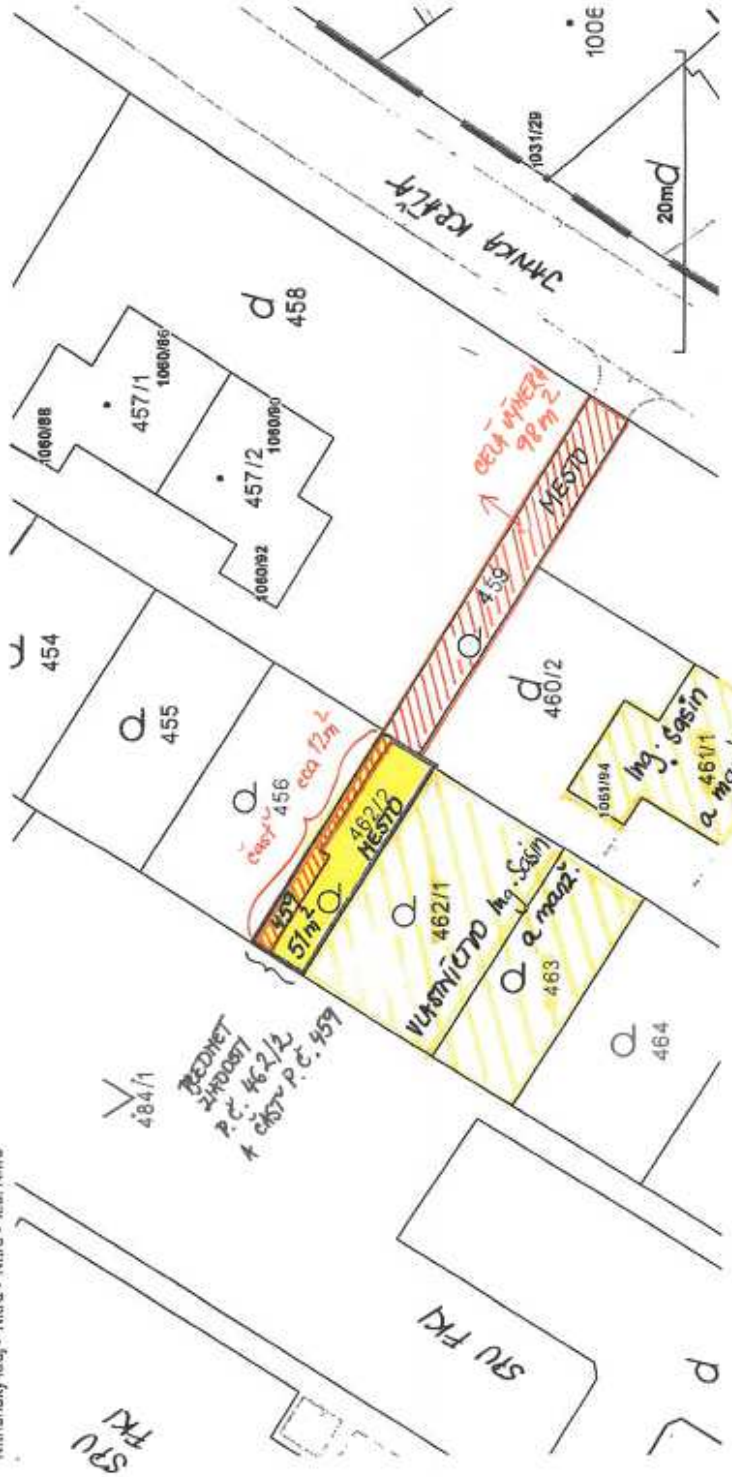 SPU
FKI
484/1
PREDMET
ŽIADOSTI
P.Č. 462/2
A ČASŤ P.Č. 459
SPU FKI
454
455
456
časť cca 12m²
459
51m²
462/2
MESTO
462/1
VLASTNÍCTVO Ing. Sasin
a manž.
463
464
1060/88
457/1
1060/86
457/2
1060/90
1060/92
458
CELÁ VÝMERA
98m²
459
MESTO
460/2
1061/94
Ing. Sasin
461/1
JANKA KRÁĽA
1031/29
1006
20m